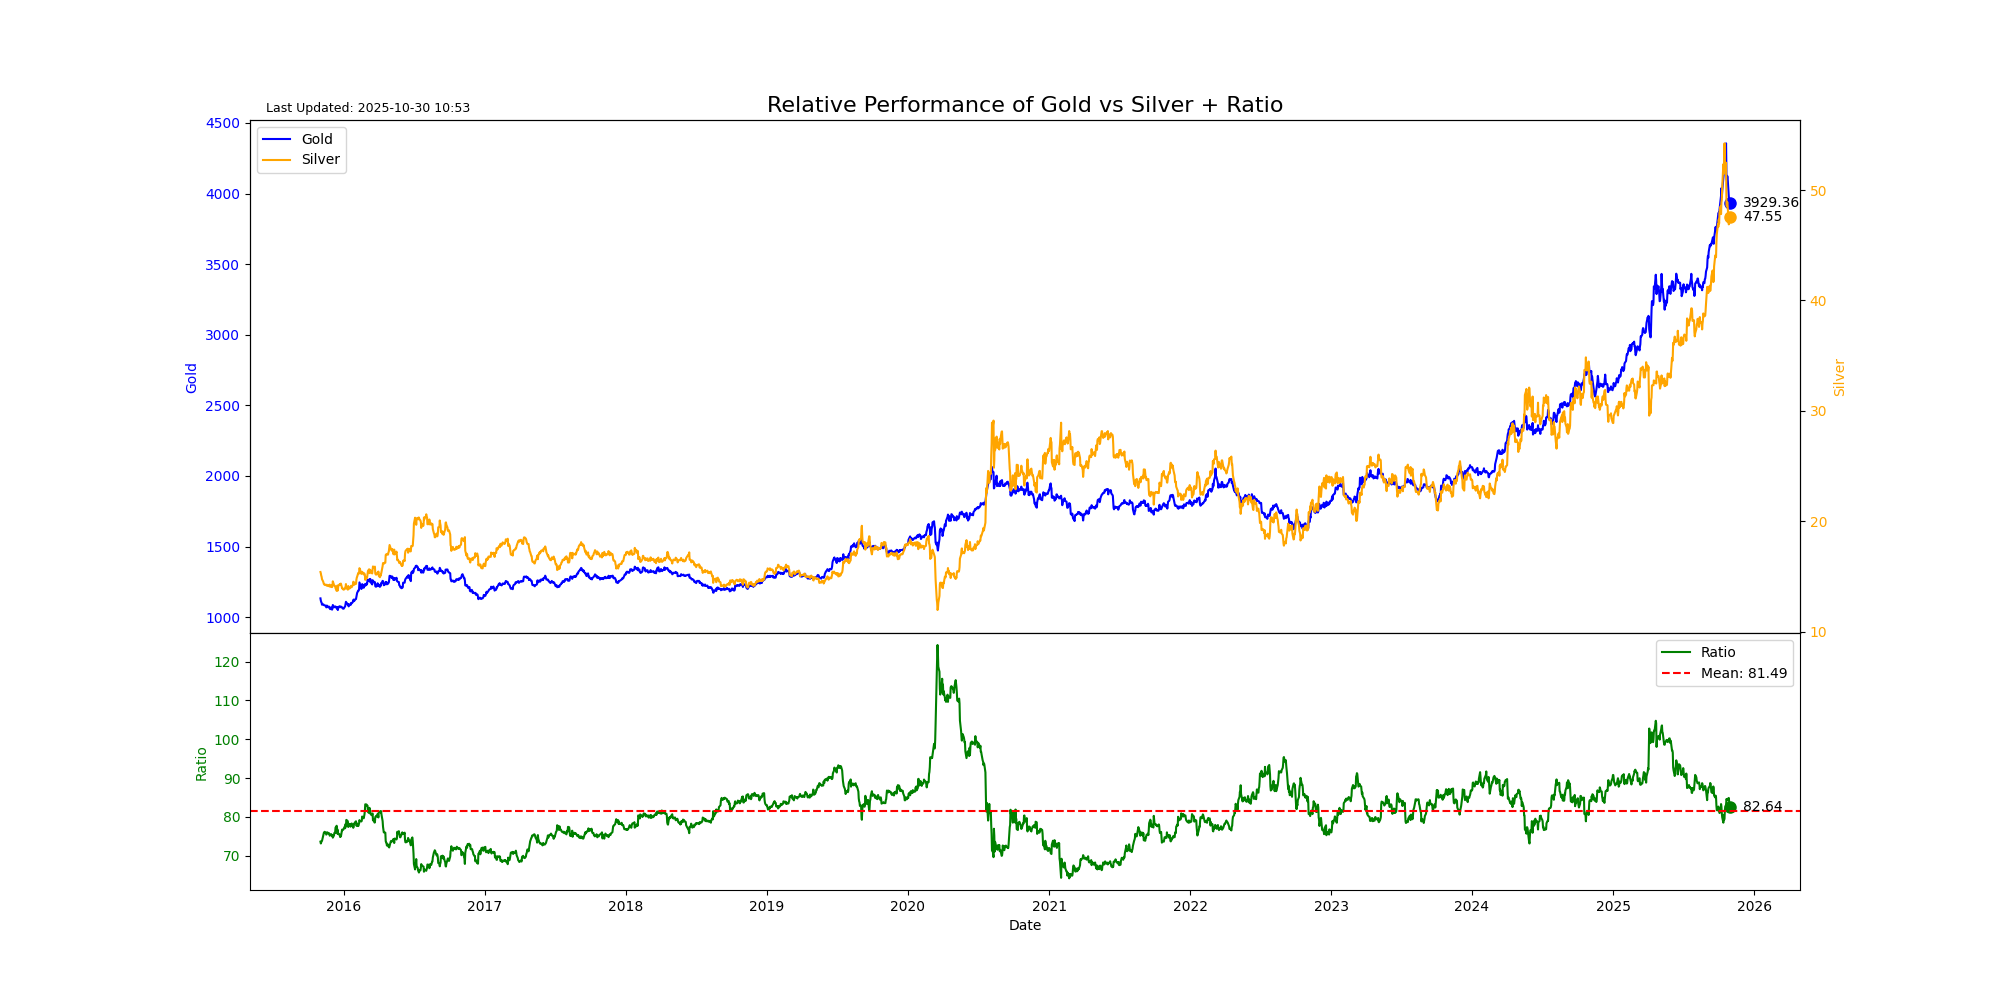 Last Updated: 2025-10-30 10:53
Relative Performance of Gold vs Silver + Ratio
Gold
Silver
4500
4000
3500
3000
2500
2000
1500
1000
Gold
50
40
30
20
10
Silver
3929.36
47.55
Ratio
Mean: 81.49
120
110
100
90
80
70
Ratio
82.64
2016 2017 2018 2019 2020 2021 2022 2023 2024 2025 2026
Date